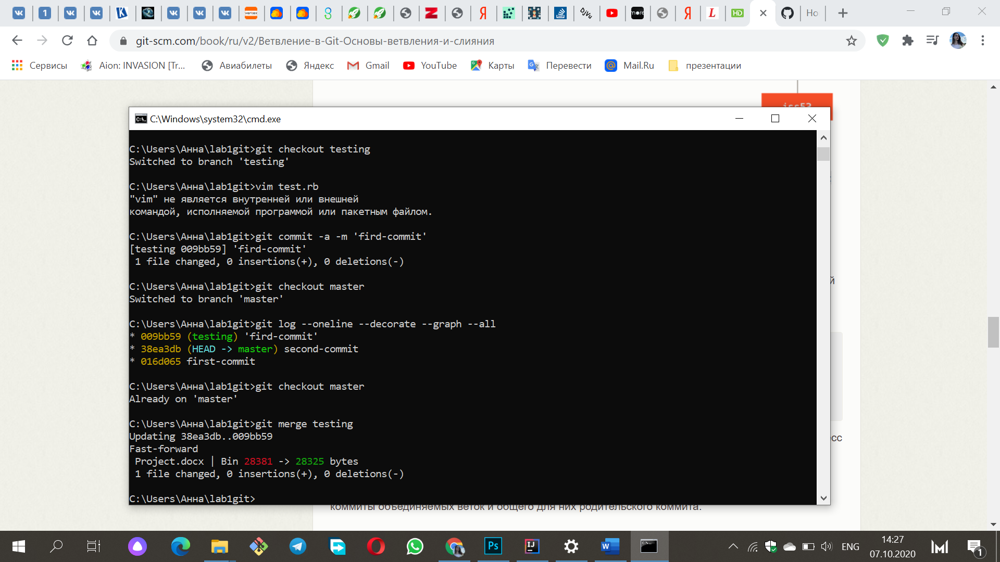 1
HD
Но
git-scm.com/book/ru/v2/Ветвление-в-Git-Основы-ветвления-и-слияния
Сервисы
Aion: INVASION [Tr...
Авиабилеты
Яндекс
Gmail
YouTube
Карты
Перевести
Mail.Ru
презентации
iss53
C:\Windows\system32\cmd.exe
C:\Users\Анна\lab1git>git checkout testing
Switched to branch 'testing'
C:\Users\Анна\lab1git>vim test.rb
"vim" не является внутренней или внешней
командой, исполняемой программой или пакетным файлом.
C:\Users\Анна\lab1git>git commit -a -m 'fird-commit'
[testing 009bb59] 'fird-commit'
1 file changed, 0 insertions(+), 0 deletions(-)
C:\Users\Анна\lab1git>git checkout master
Switched to branch 'master'
C:\Users\Анна\lab1git>git log --oneline --decorate --graph --all
* 009bb59 (testing) 'fird-commit'
* 38ea3db (HEAD -> master) second-commit
* 016d065 first-commit
C:\Users\Анна\lab1git>git checkout master
Already on 'master'
C:\Users\Анна\lab1git>git merge testing
Updating 38ea3db..009bb59
Fast-forward
Project.docx | Bin 28381 -> 28325 bytes
1 file changed, 0 insertions(+), 0 deletions(-)
C:\Users\Анна\lab1git>
й
сс
коммиты объединяемых веток и общего для них родительского коммита.
Ps
IJ
W
ENG
14:27
07.10.2020
1